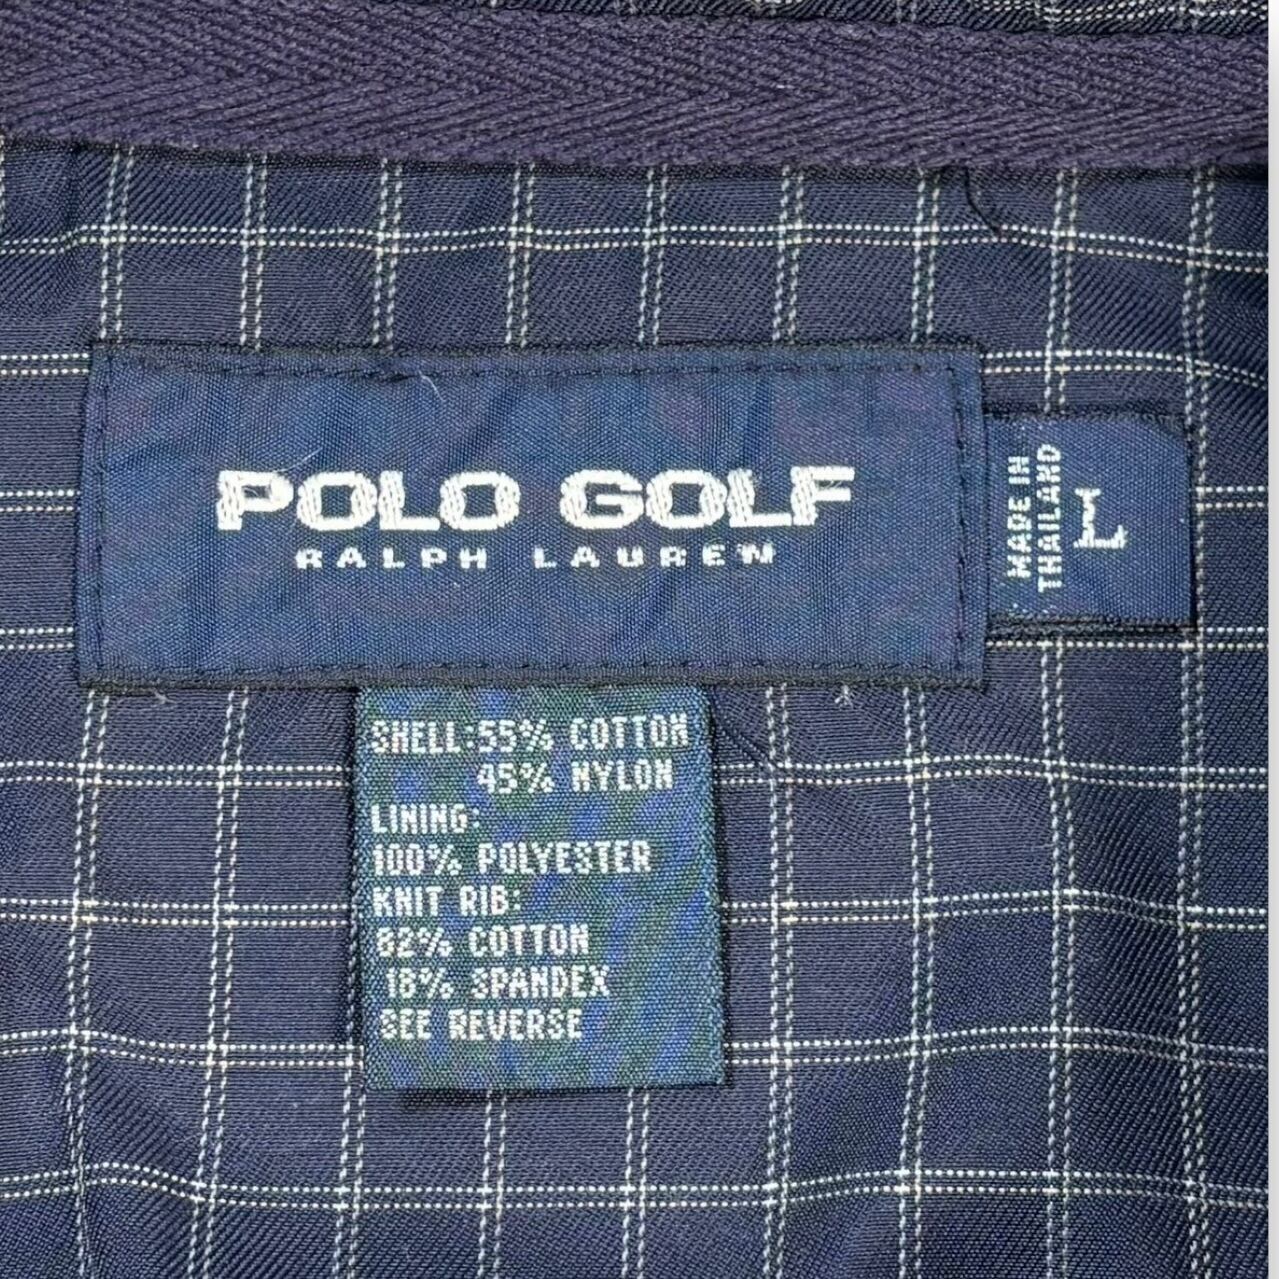 POLO GOLF
RALPH LAUREN
MADE IN
THAILAND
L
SHELL:55% COTTON
45% NYLON
LINING:
100% POLYESTER
KNIT RIB:
82% COTTON
18% SPANDEX
SEE REVERSE